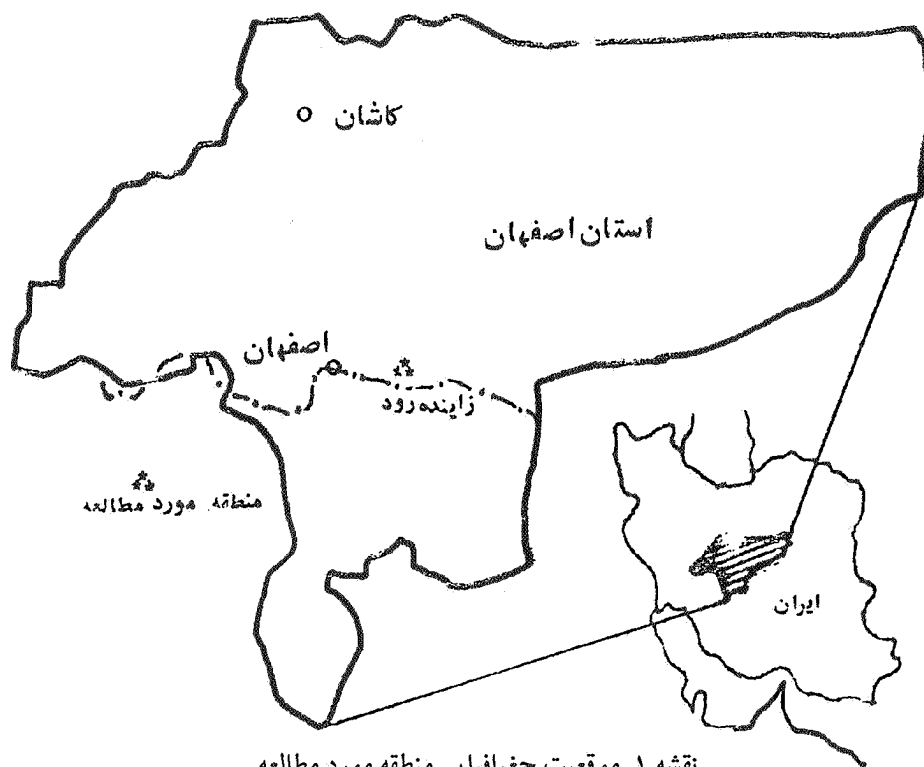 کاشان
استان اصفهان
اصفهان
زاینده رود
منطقه مورد مطالعه
ایران
نقشه ۱ موقعیت جغرافیایی منطقه مورد مطالعه